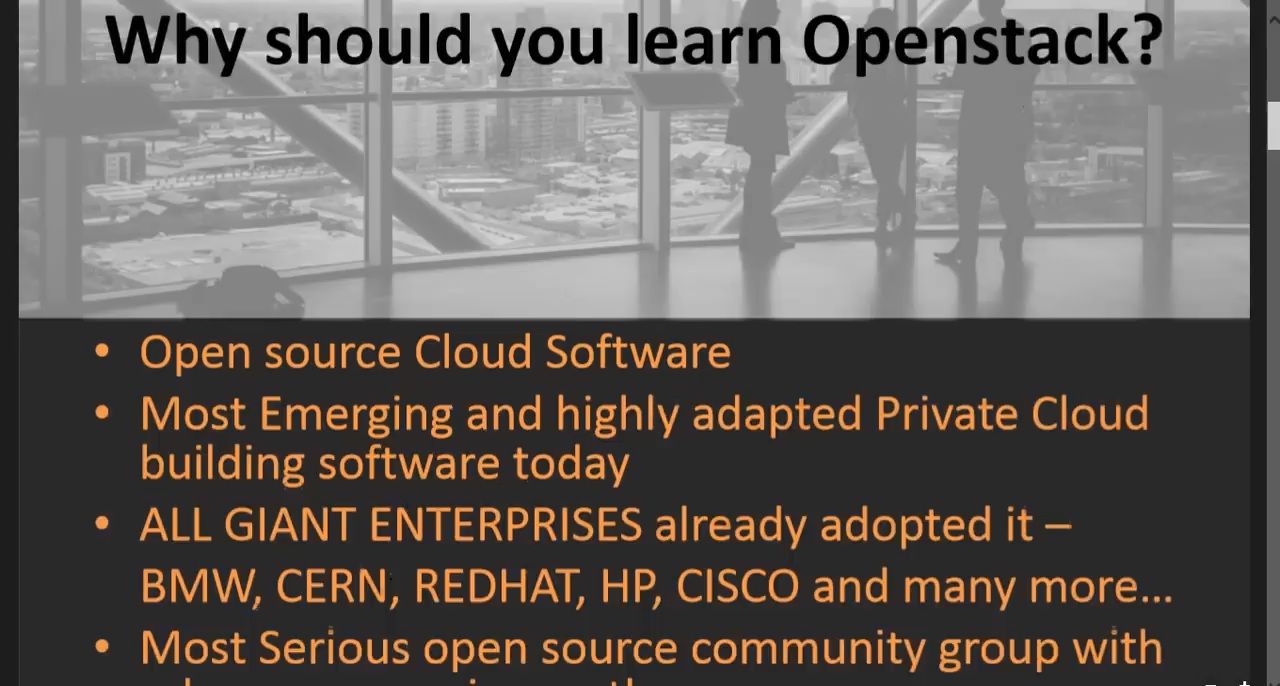 Why should you learn Openstack?
• Open source Cloud Software
• Most Emerging and highly adapted Private Cloud
building software today
• ALL GIANT ENTERPRISES already adopted it –
BMW, CERN, REDHAT, HP, CISCO and many more...
• Most Serious open source community group with